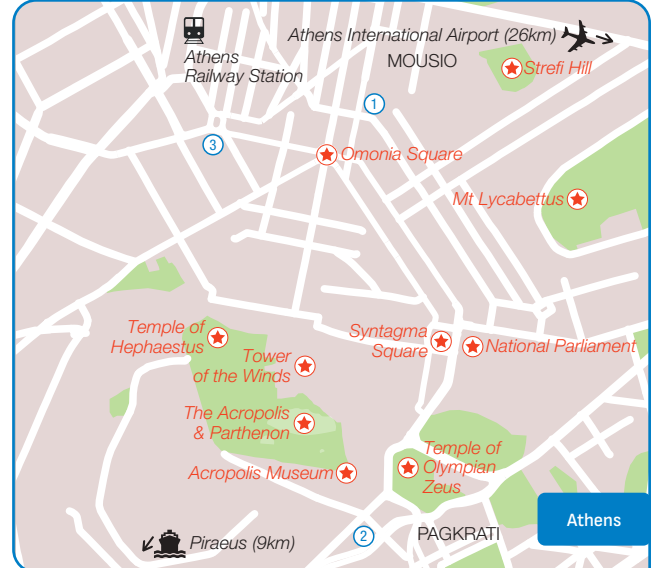 Athens International Airport (26km)
Athens
Railway Station
MOUSIO
Strefi Hill
1
3
Omonia Square
Mt Lycabettus
Temple of
Hephaestus
Tower
of the Winds
Syntagma
Square
National Parliament
The Acropolis
& Parthenon
Acropolis Museum
Temple of
Olympian
Zeus
Athens
Piraeus (9km)
2
PAGKRATI